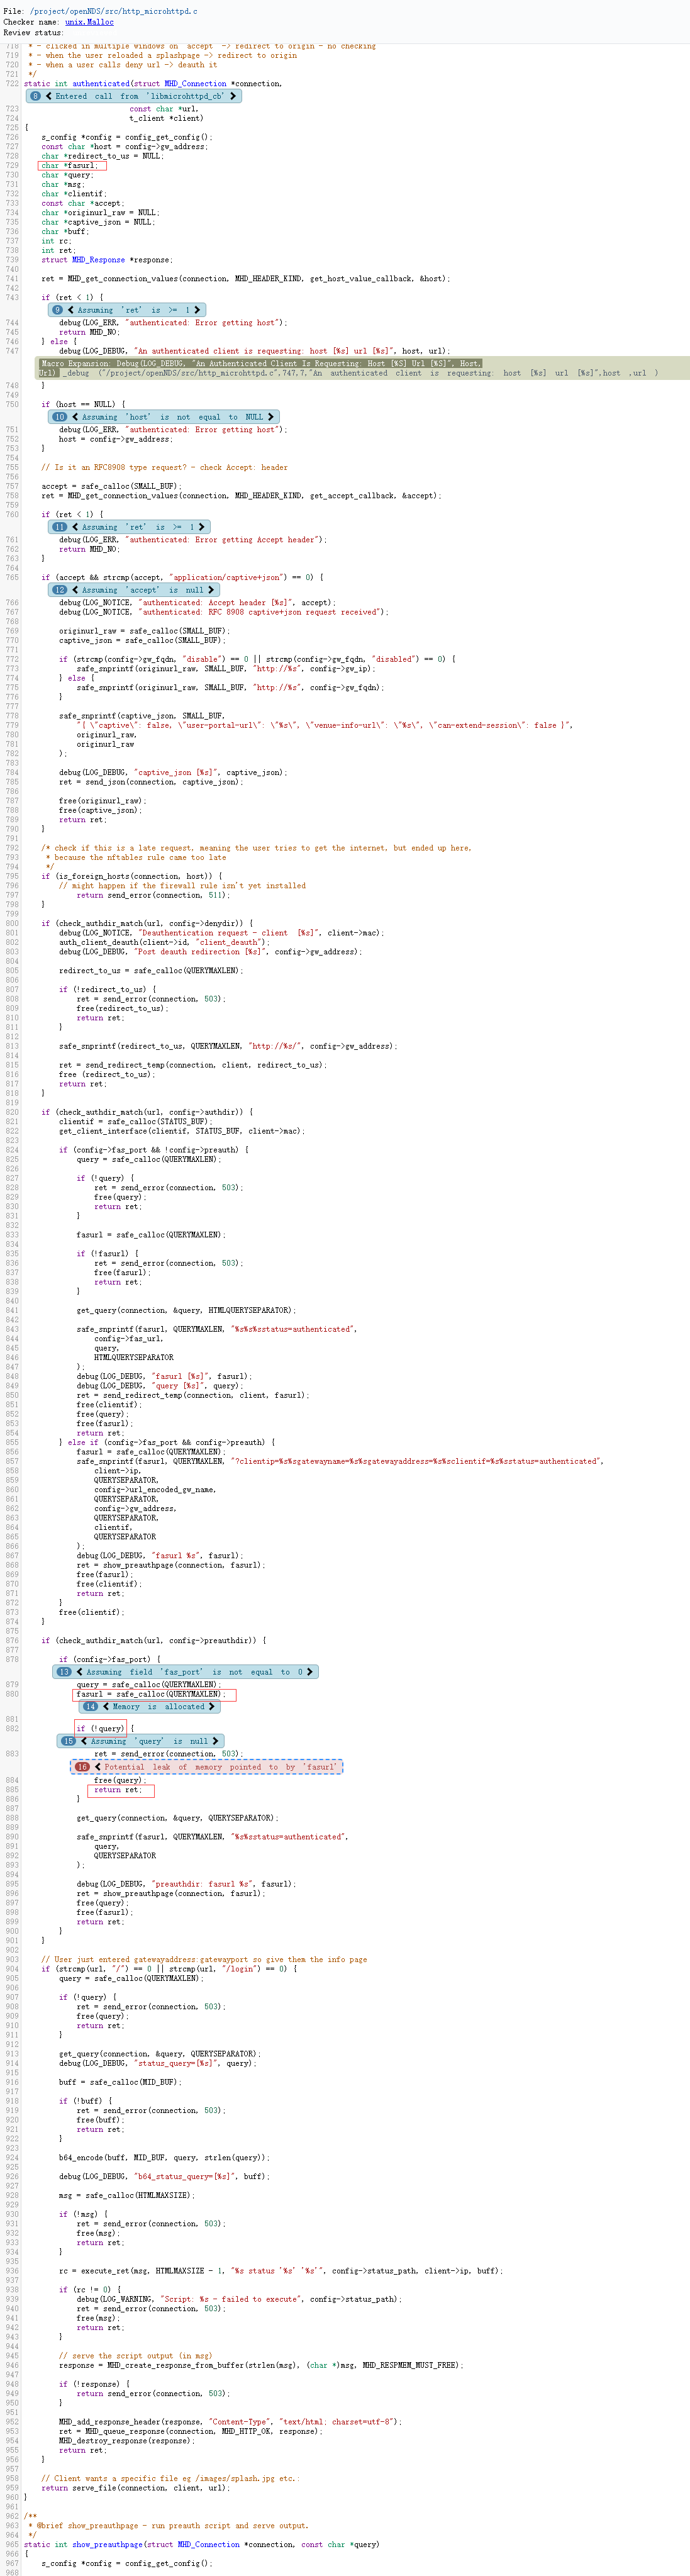 File: /project/openNDS/src/http_microhttpd.c
Checker name: unix.Malloc
Review status:
718 * - clicked in multiple windows on "accept" -> redirect to origin - no checking
719 * - when the user reloaded a splashpage -> redirect to origin
720 * - when a user calls deny url -> deauth it
721 */
722 static int authenticated(struct MHD_Connection *connection,
8 Entered call from 'libmicrohttpd_cb'
723 const char *url,
724 t_client *client)
725 {
726 s_config *config = config_get_config();
727 const char *host = config->gw_address;
728 char *redirect_to_us = NULL;
729 char *fasurl;
730 char *query;
731 char *msg;
732 char *clientif;
733 const char *accept;
734 char *originurl_raw = NULL;
735 char *captive_json = NULL;
736 char *buff;
737 int rc;
738 int ret;
739 struct MHD_Response *response;
740
741 ret = MHD_get_connection_values(connection, MHD_HEADER_KIND, get_host_value_callback, &host);
742
743 if (ret < 1) {
9 Assuming 'ret' is >= 1
744 debug(LOG_ERR, "authenticated: Error getting host");
745 return MHD_NO;
746 } else {
747 debug(LOG_DEBUG, "An authenticated client is requesting: host [%s] url [%s]", host, url);
Macro Expansion: Debug(LOG_DEBUG, "An Authenticated Client Is Requesting: Host [%S] Url [%S]", Host,
Url) _debug ("/project/openNDS/src/http_microhttpd.c",747,7,"An authenticated client is requesting: host [%s] url [%s]",host ,url )
748 }
749
750 if (host == NULL) {
10 Assuming 'host' is not equal to NULL
751 debug(LOG_ERR, "authenticated: Error getting host");
752 host = config->gw_address;
753 }
754
755 // Is it an RFC8908 type request? - check Accept: header
756
757 accept = safe_calloc(SMALL_BUF);
758 ret = MHD_get_connection_values(connection, MHD_HEADER_KIND, get_accept_callback, &accept);
759
760 if (ret < 1) {
11 Assuming 'ret' is >= 1
761 debug(LOG_ERR, "authenticated: Error getting Accept header");
762 return MHD_NO;
763 }
764
765 if (accept && strcmp(accept, "application/captive+json") == 0) {
12 Assuming 'accept' is null
766 debug(LOG_NOTICE, "authenticated: Accept header [%s]", accept);
767 debug(LOG_NOTICE, "authenticated: RFC 8908 captive+json request received");
768
769 originurl_raw = safe_calloc(SMALL_BUF);
770 captive_json = safe_calloc(SMALL_BUF);
771
772 if (strcmp(config->gw_fqdn, "disable") == 0 || strcmp(config->gw_fqdn, "disabled") == 0) {
773 safe_snprintf(originurl_raw, SMALL_BUF, "http://%s", config->gw_ip);
774 } else {
775 safe_snprintf(originurl_raw, SMALL_BUF, "http://%s", config->gw_fqdn);
776 }
777
778 safe_snprintf(captive_json, SMALL_BUF,
779 "{ \"captive\": false, \"user-portal-url\": \"%s\", \"venue-info-url\": \"%s\", \"can-extend-session\": false }",
780 originurl_raw,
781 originurl_raw
782 );
783
784 debug(LOG_DEBUG, "captive_json [%s]", captive_json);
785 ret = send_json(connection, captive_json);
786
787 free(originurl_raw);
788 free(captive_json);
789 return ret;
790 }
791
792 /* check if this is a late request, meaning the user tries to get the internet, but ended up here,
793 * because the nftables rule came too late
794 */
795 if (is_foreign_hosts(connection, host)) {
796 // might happen if the firewall rule isn't yet installed
797 return send_error(connection, 511);
798 }
799
800 if (check_authdir_match(url, config->denydir)) {
801 debug(LOG_NOTICE, "Deauthentication request - client [%s]", client->mac);
802 auth_client_deauth(client->id, "client_deauth");
803 debug(LOG_DEBUG, "Post deauth redirection [%s]", config->gw_address);
804
805 redirect_to_us = safe_calloc(QUERYMAXLEN);
806
807 if (!redirect_to_us) {
808 ret = send_error(connection, 503);
809 free(redirect_to_us);
810 return ret;
811 }
812
813 safe_snprintf(redirect_to_us, QUERYMAXLEN, "http://%s/", config->gw_address);
814
815 ret = send_redirect_temp(connection, client, redirect_to_us);
816 free (redirect_to_us);
817 return ret;
818 }
819
820 if (check_authdir_match(url, config->authdir)) {
821 clientif = safe_calloc(STATUS_BUF);
822 get_client_interface(clientif, STATUS_BUF, client->mac);
823
824 if (config->fas_port && !config->preauth) {
825 query = safe_calloc(QUERYMAXLEN);
826
827 if (!query) {
828 ret = send_error(connection, 503);
829 free(query);
830 return ret;
831 }
832
833 fasurl = safe_calloc(QUERYMAXLEN);
834
835 if (!fasurl) {
836 ret = send_error(connection, 503);
837 free(fasurl);
838 return ret;
839 }
840
841 get_query(connection, &query, HTMLQUERYSEPARATOR);
842
843 safe_snprintf(fasurl, QUERYMAXLEN, "%s%s%sstatus=authenticated",
844 config->fas_url,
845 query,
846 HTMLQUERYSEPARATOR
847 );
848 debug(LOG_DEBUG, "fasurl [%s]", fasurl);
849 debug(LOG_DEBUG, "query [%s]", query);
850 ret = send_redirect_temp(connection, client, fasurl);
851 free(clientif);
852 free(query);
853 free(fasurl);
854 return ret;
855 } else if (config->fas_port && config->preauth) {
856 fasurl = safe_calloc(QUERYMAXLEN);
857 safe_snprintf(fasurl, QUERYMAXLEN, "?clientip=%s%sgatewayname=%s%sgatewayaddress=%s%sclientif=%s%sstatus=authenticated",
858 client->ip,
859 QUERYSEPARATOR,
860 config->url_encoded_gw_name,
861 QUERYSEPARATOR,
862 config->gw_address,
863 QUERYSEPARATOR,
864 clientif,
865 QUERYSEPARATOR
866 );
867 debug(LOG_DEBUG, "fasurl %s", fasurl);
868 ret = show_preauthpage(connection, fasurl);
869 free(fasurl);
870 free(clientif);
871 return ret;
872 }
873 free(clientif);
874 }
875
876 if (check_authdir_match(url, config->preauthdir)) {
877
878 if (config->fas_port) {
13 Assuming field 'fas_port' is not equal to 0
879 query = safe_calloc(QUERYMAXLEN);
880 fasurl = safe_calloc(QUERYMAXLEN);
14 Memory is allocated
881
882 if (!query) {
15 Assuming 'query' is null
883 ret = send_error(connection, 503);
16 Potential leak of memory pointed to by 'fasurl'
884 free(query);
885 return ret;
886 }
887
888 get_query(connection, &query, QUERYSEPARATOR);
889
890 safe_snprintf(fasurl, QUERYMAXLEN, "%s%sstatus=authenticated",
891 query,
892 QUERYSEPARATOR
893 );
894
895 debug(LOG_DEBUG, "preauthdir: fasurl %s", fasurl);
896 ret = show_preauthpage(connection, fasurl);
897 free(query);
898 free(fasurl);
899 return ret;
900 }
901 }
902
903 // User just entered gatewayaddress:gatewayport so give them the info page
904 if (strcmp(url, "/") == 0 || strcmp(url, "/login") == 0) {
905 query = safe_calloc(QUERYMAXLEN);
906
907 if (!query) {
908 ret = send_error(connection, 503);
909 free(query);
910 return ret;
911 }
912
913 get_query(connection, &query, QUERYSEPARATOR);
914 debug(LOG_DEBUG, "status_query=[%s]", query);
915
916 buff = safe_calloc(MID_BUF);
917
918 if (!buff) {
919 ret = send_error(connection, 503);
920 free(buff);
921 return ret;
922 }
923
924 b64_encode(buff, MID_BUF, query, strlen(query));
925
926 debug(LOG_DEBUG, "b64_status_query=[%s]", buff);
927
928 msg = safe_calloc(HTMLMAXSIZE);
929
930 if (!msg) {
931 ret = send_error(connection, 503);
932 free(msg);
933 return ret;
934 }
935
936 rc = execute_ret(msg, HTMLMAXSIZE - 1, "%s status '%s' '%s'", config->status_path, client->ip, buff);
937
938 if (rc != 0) {
939 debug(LOG_WARNING, "Script: %s - failed to execute", config->status_path);
940 ret = send_error(connection, 503);
941 free(msg);
942 return ret;
943 }
944
945 // serve the script output (in msg)
946 response = MHD_create_response_from_buffer(strlen(msg), (char *)msg, MHD_RESPMEM_MUST_FREE);
947
948 if (!response) {
949 return send_error(connection, 503);
950 }
951
952 MHD_add_response_header(response, "Content-Type", "text/html; charset=utf-8");
953 ret = MHD_queue_response(connection, MHD_HTTP_OK, response);
954 MHD_destroy_response(response);
955 return ret;
956 }
957
958 // Client wants a specific file eg /images/splash.jpg etc.:
959 return serve_file(connection, client, url);
960 }
961
962 /**
963 * @brief show_preauthpage - run preauth script and serve output.
964 */
965 static int show_preauthpage(struct MHD_Connection *connection, const char *query)
966 {
967 s_config *config = config_get_config();
968